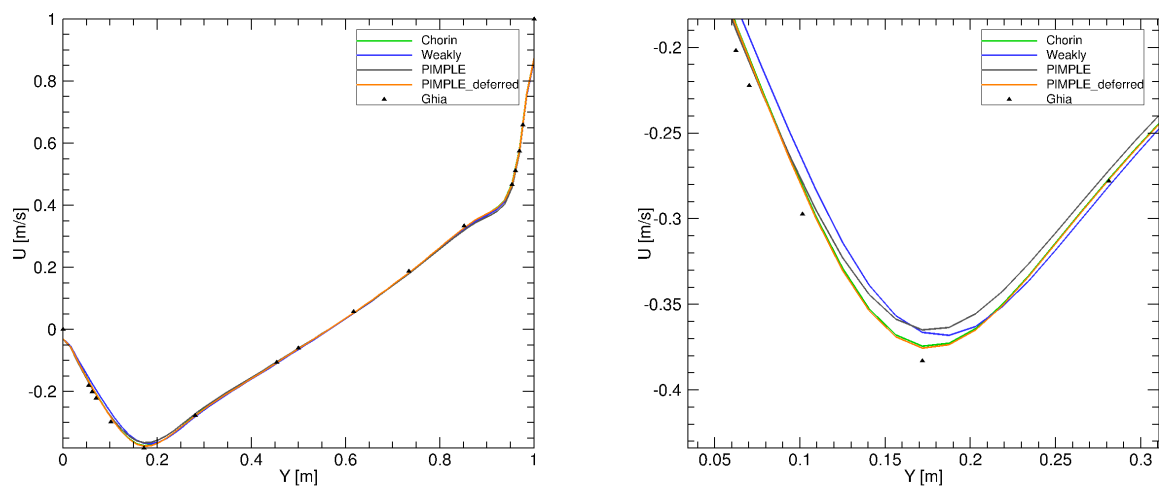 1
0.8
0.6
0.4
0.2
0
-0.2
U [m/s]
0
0.2
0.4
0.6
0.8
1
Y [m]
Chorin
Weakly
PIMPLE
PIMPLE_deferred
Ghia
-0.2
-0.25
-0.3
-0.35
-0.4
U [m/s]
0.05
0.1
0.15
0.2
0.25
0.3
Y [m]
Chorin
Weakly
PIMPLE
PIMPLE_deferred
Ghia